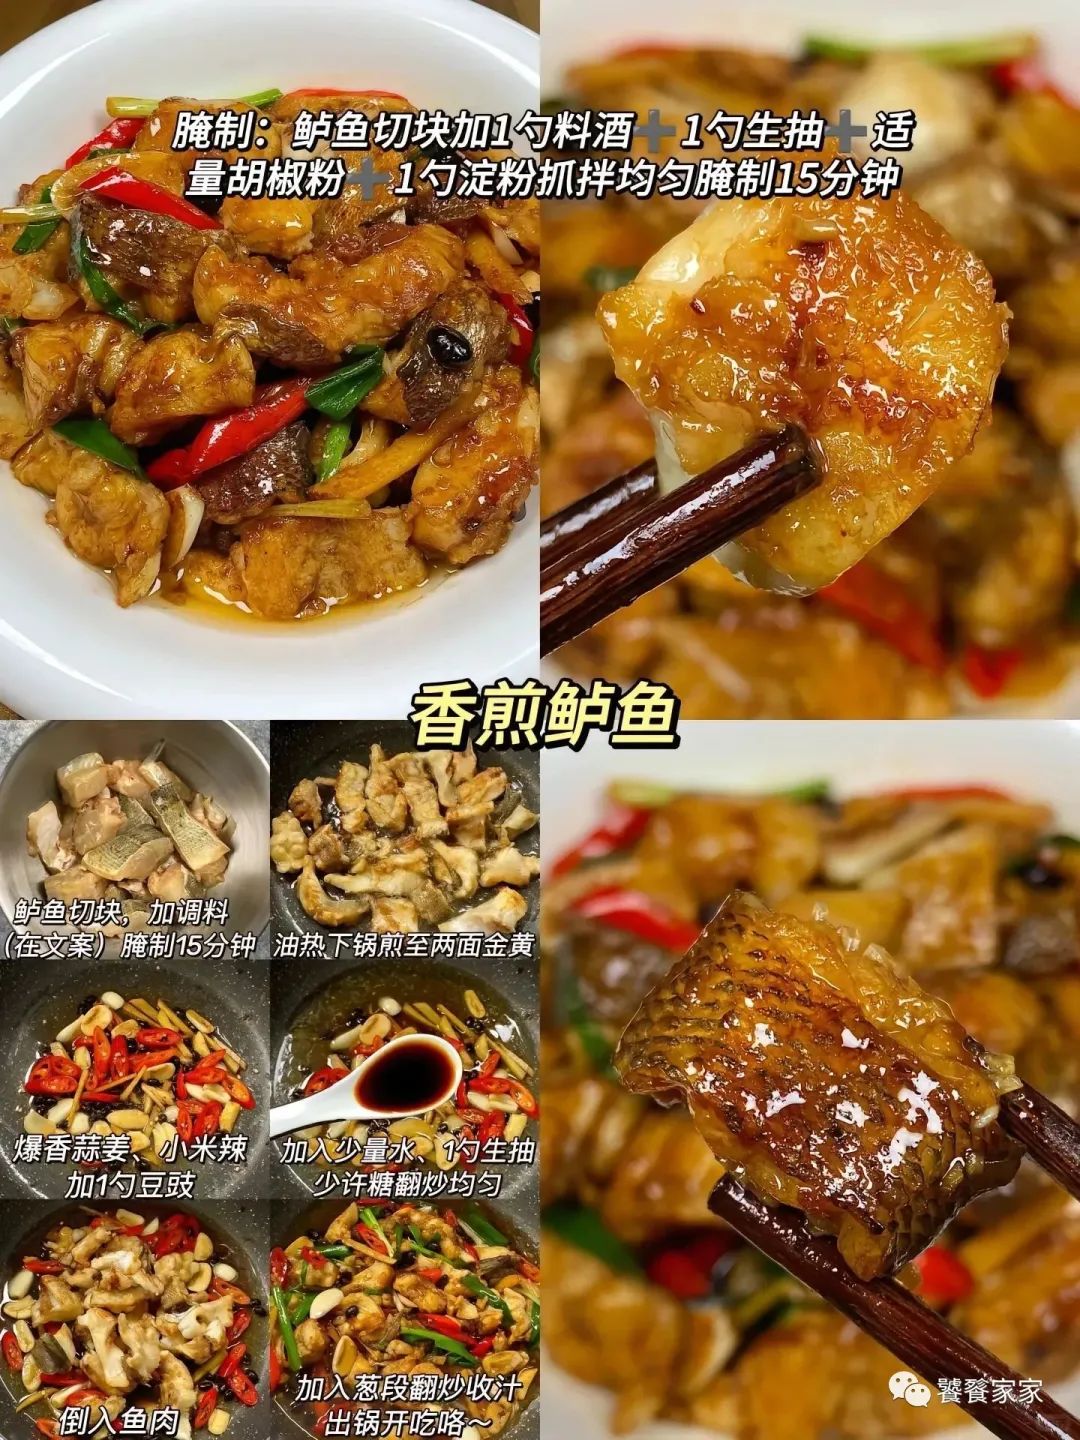 腌制：鲈鱼切块加1勺料酒➕1勺生抽➕适
量胡椒粉➕1勺淀粉抓拌均匀腌制15分钟
香煎鲈鱼
鲈鱼切块，加调料
（在文案）腌制15分钟
油热下锅煎至两面金黄
爆香蒜姜、小米辣
加1勺豆豉
加入少量水、1勺生抽
少许糖翻炒均匀
倒入鱼肉
加入葱段翻炒收汁
出锅开吃咯～
饕餮家家